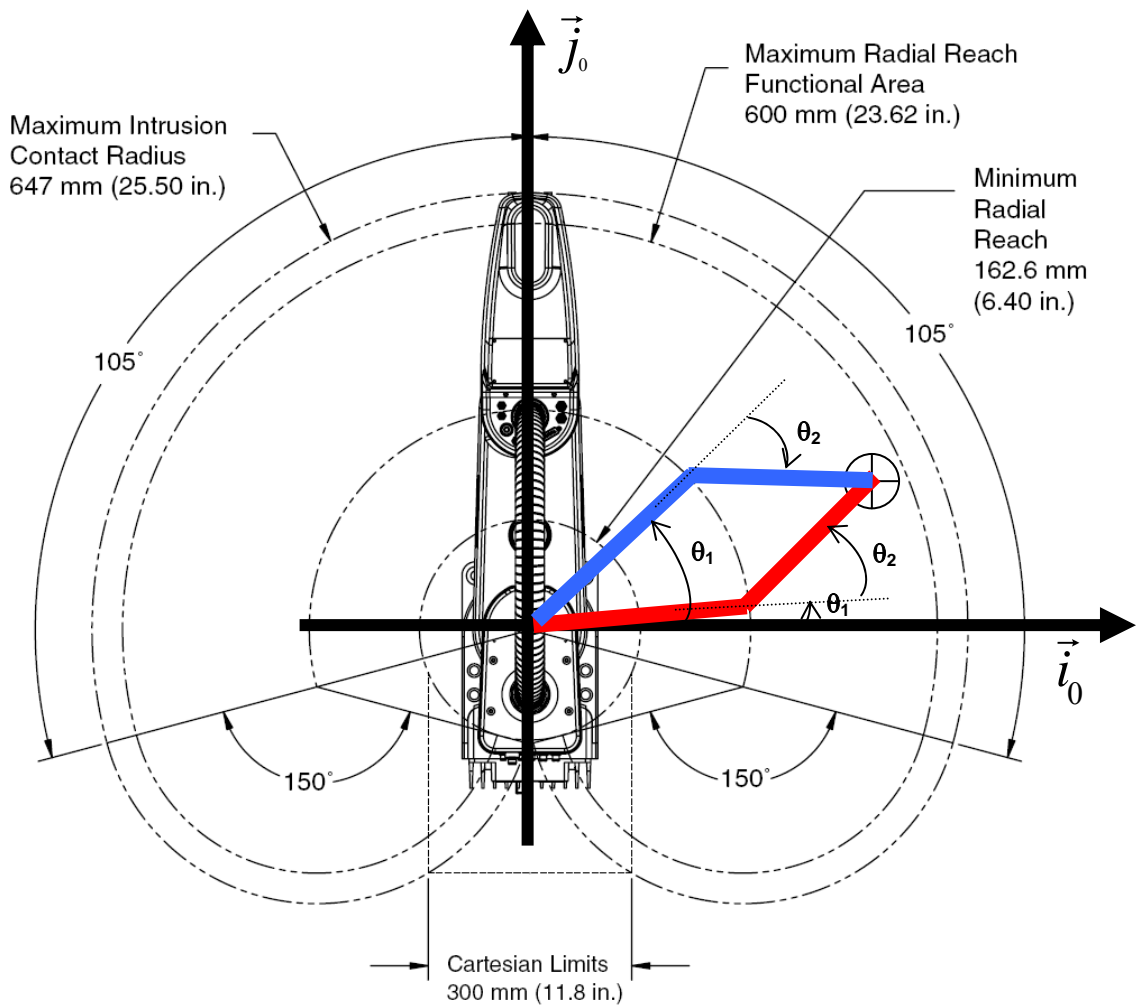 j₀
Maximum Radial Reach
Functional Area
600 mm (23.62 in.)
Maximum Intrusion
Contact Radius
647 mm (25.50 in.)
Minimum
Radial
Reach
162.6 mm
(6.40 in.)
105°
105°
θ₂
θ₁
θ₂
θ₁
i₀
150°
150°
Cartesian Limits
300 mm (11.8 in.)